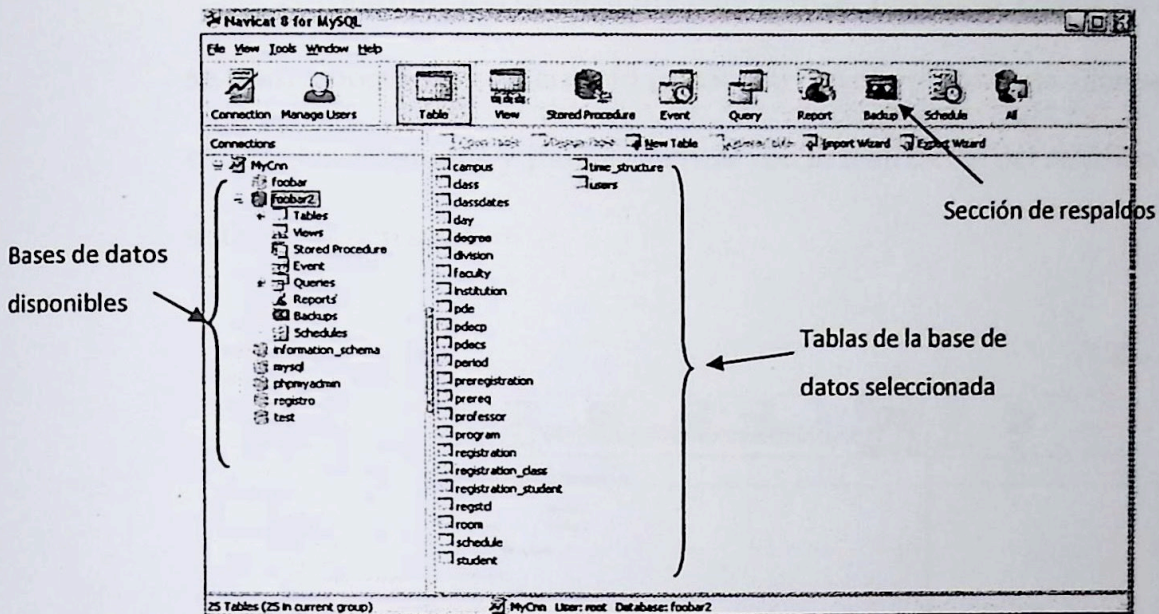 Navicat 8 for MySQL
File View Tools Window Help
Connection Manage Users Table View Stored Procedure Event Query Report Backup Schedule All
Connections
New Table Import Wizard Export Wizard
MyCnn
foobar
foobar2
Tables
Views
Stored Procedure
Event
Queries
Reports
Backups
Schedules
information_schema
mysql
phpmyadmin
registro
test
campus
class
classdates
day
degree
division
faculty
Institution
pde
pdecp
pdecs
period
preregistration
prereq
professor
program
registration
registration_class
registration_student
regstd
room
schedule
student
time_structure
users
Bases de datos
disponibles
Sección de respaldos
Tablas de la base de
datos seleccionada
25 Tables (25 in current group) MyCnn User: root Database: foobar2